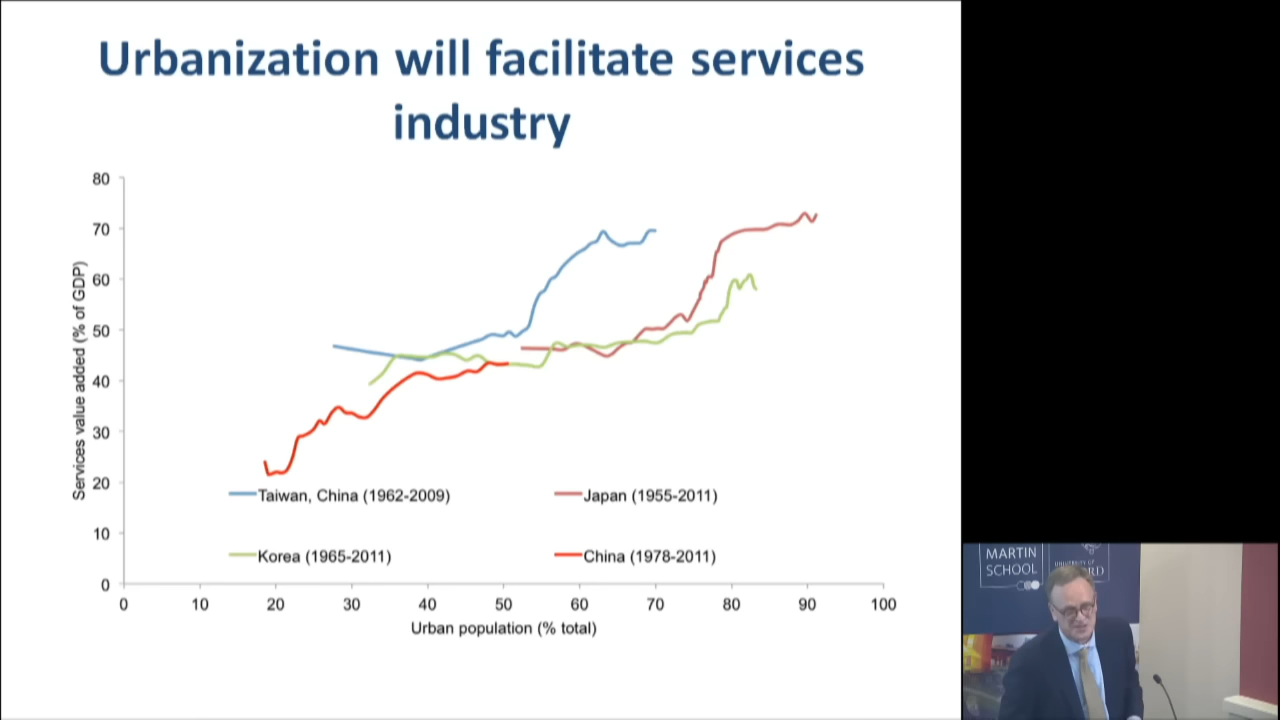 Urbanization will facilitate services
industry
80
70
60
50
40
30
20
10
0
Services value added (% of GDP)
Taiwan, China (1962-2009)
Japan (1955-2011)
Korea (1965-2011)
China (1978-2011)
0 10 20 30 40 50 60 70 80 90 100
Urban population (% total)
MARTIN
SCHOOL
UNIVERSITY OF